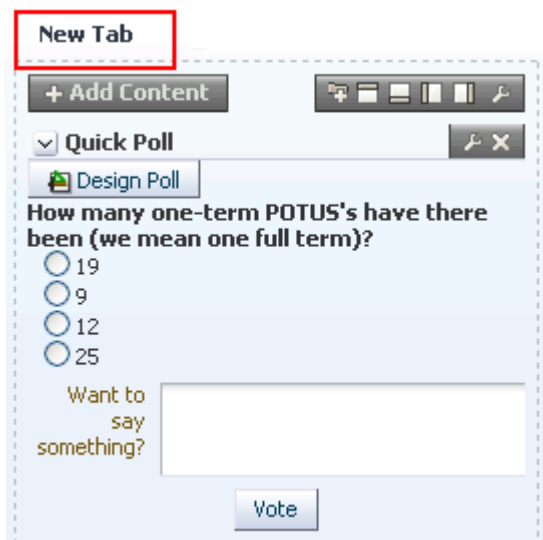 New Tab
+ Add Content
Quick Poll
Design Poll
How many one-term POTUS's have there
been (we mean one full term)?
19
9
12
25
Want to
say
something?
Vote